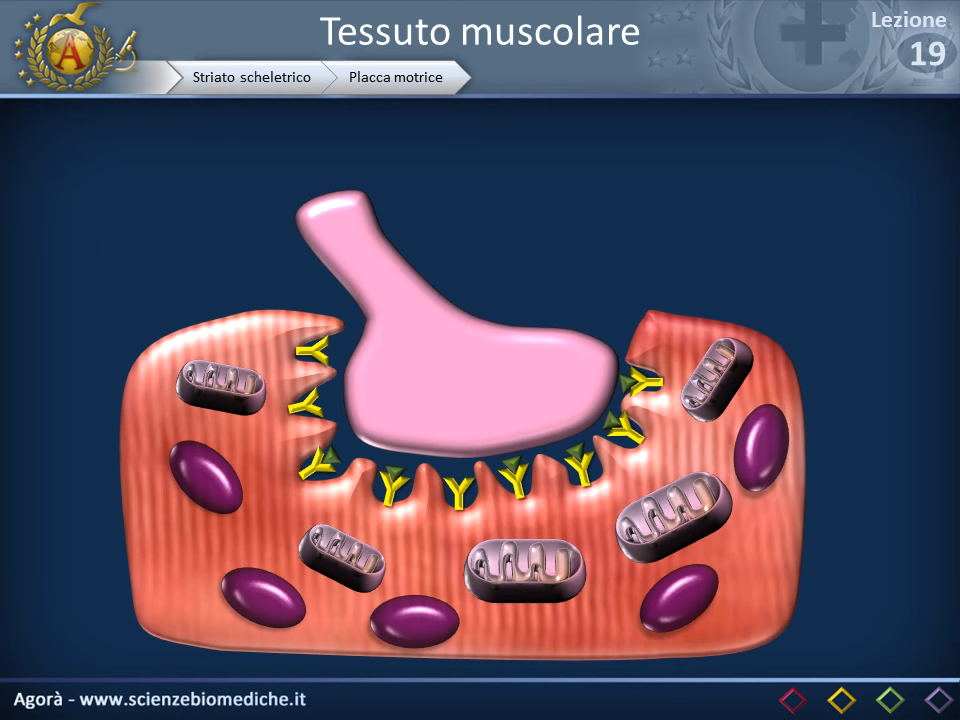 Tessuto muscolare
Lezione
19
A
Striato scheletrico
Placca motrice
Agorà - www.scienzebiomediche.it